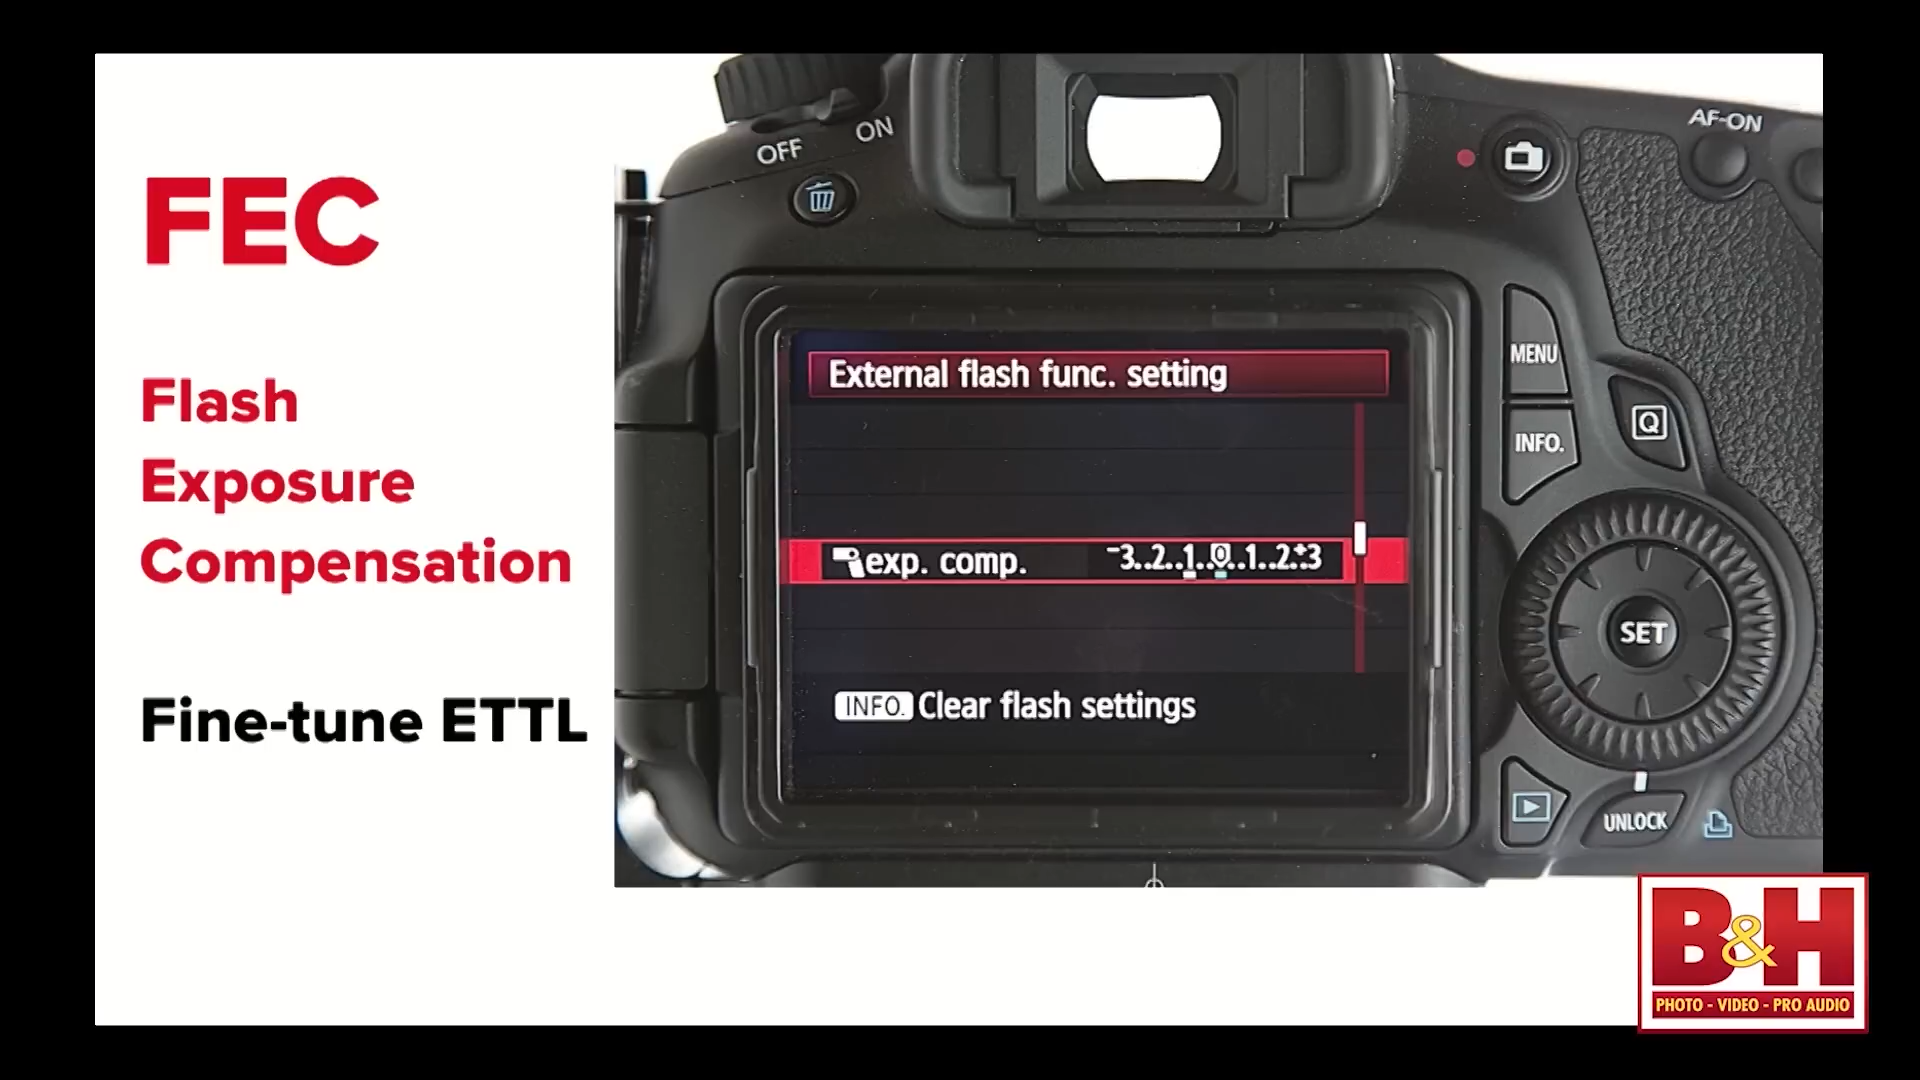 FEC
Flash
Exposure
Compensation
Fine-tune ETTL
OFF ON
AF-ON
MENU
INFO.
Q
SET
UNLOCK
External flash func. setting
exp. comp. -3..2..1..0..1..2..+3
INFO. Clear flash settings
B&H
PHOTO - VIDEO - PRO AUDIO